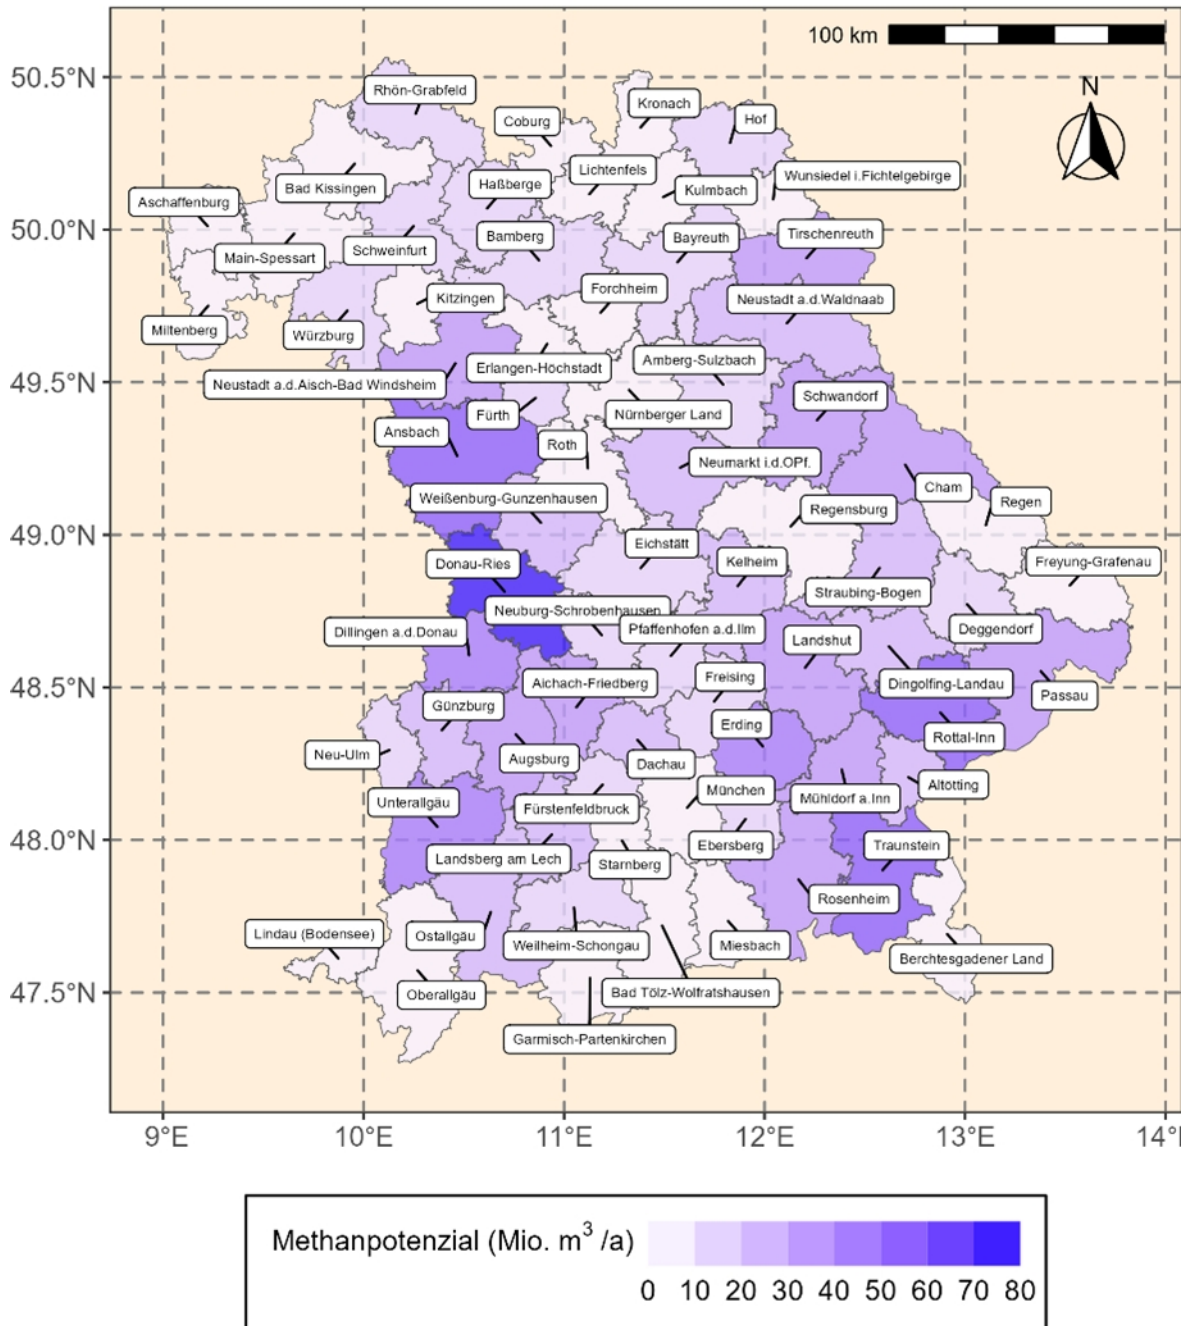 100 km
N
50.5°N
50.0°N
49.5°N
49.0°N
48.5°N
48.0°N
47.5°N
Rhön-Grabfeld
Kronach
Coburg
Hof
Lichtenfels
Wunsiedel i.Fichtelgebirge
Bad Kissingen
Haßberge
Kulmbach
Aschaffenburg
Bamberg
Bayreuth
Tirschenreuth
Main-Spessart
Schweinfurt
Forchheim
Neustadt a.d.Waldnaab
Kitzingen
Miltenberg
Würzburg
Erlangen-Höchstadt
Amberg-Sulzbach
Neustadt a.d.Aisch-Bad Windsheim
Schwandorf
Fürth
Nürnberger Land
Ansbach
Roth
Neumarkt i.d.OPf.
Cham
Weißenburg-Gunzenhausen
Regensburg
Regen
Eichstätt
Donau-Ries
Kelheim
Freyung-Grafenau
Straubing-Bogen
Neuburg-Schrobenhausen
Dillingen a.d.Donau
Pfaffenhofen a.d.Ilm
Landshut
Deggendorf
Aichach-Friedberg
Freising
Dingolfing-Landau
Passau
Günzburg
Erding
Rottal-Inn
Neu-Ulm
Augsburg
Dachau
Altötting
Unterallgäu
Fürstenfeldbruck
München
Mühldorf a.Inn
Landsberg am Lech
Starnberg
Ebersberg
Traunstein
Rosenheim
Lindau (Bodensee)
Ostallgäu
Weilheim-Schongau
Miesbach
Berchtesgadener Land
Oberallgäu
Bad Tölz-Wolfratshausen
Garmisch-Partenkirchen
9°E 10°E 11°E 12°E 13°E 14°E
Methanpotenzial (Mio. m³ /a)
0 10 20 30 40 50 60 70 80